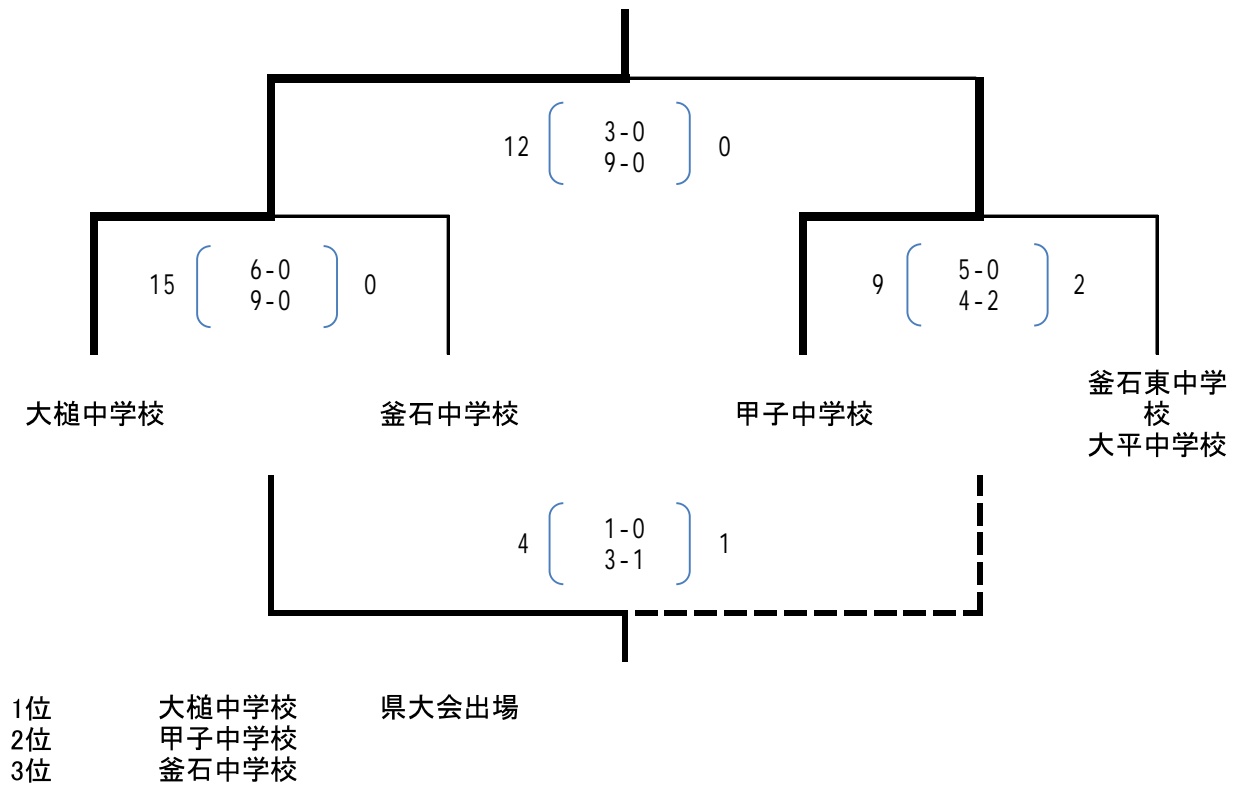 3-0
12 0
9-0
6-0
15 0
9-0
5-0
9 2
4-2
大槌中学校
釜石中学校
甲子中学校
釜石東中学
校
大平中学校
1-0
4 1
3-1
1位 大槌中学校 県大会出場
2位 甲子中学校
3位 釜石中学校